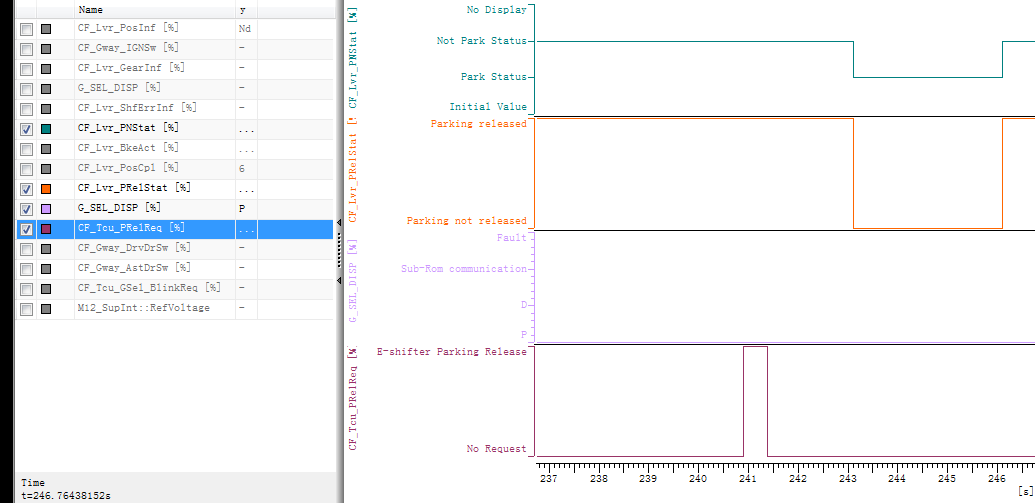 Name y
CF_Lvr_PosInf [%] Nd
CF_Gway_IGNSw [%] -
CF_Lvr_GearInf [%] -
G_SEL_DISP [%] -
CF_Lvr_ShfErrInf [%] -
CF_Lvr_PNStat [%] ...
CF_Lvr_BkeAct [%] ...
CF_Lvr_PosCpl [%] 6
CF_Lvr_PRelStat [%] ...
G_SEL_DISP [%] P
CF_Tcu_PRelReq [%] ...
CF_Gway_DrvDrSw [%] -
CF_Gway_AstDrSw [%] -
CF_Tcu_GSel_BlinkReq [%] -
Mi2_SupInt::RefVoltage -
Time
t=246.76438152s
CF_Lvr_PNStat [%]
No Display
Not Park Status
Park Status
Initial Value
CF_Lvr_PRelStat [%
Parking released
Parking not released
G_SEL_DISP [%]
Fault
Sub-Rom communication
D
P
CF_Tcu_PRelReq [%
E-shifter Parking Release
No Request
237 238 239 240 241 242 243 244 245 246
[s]